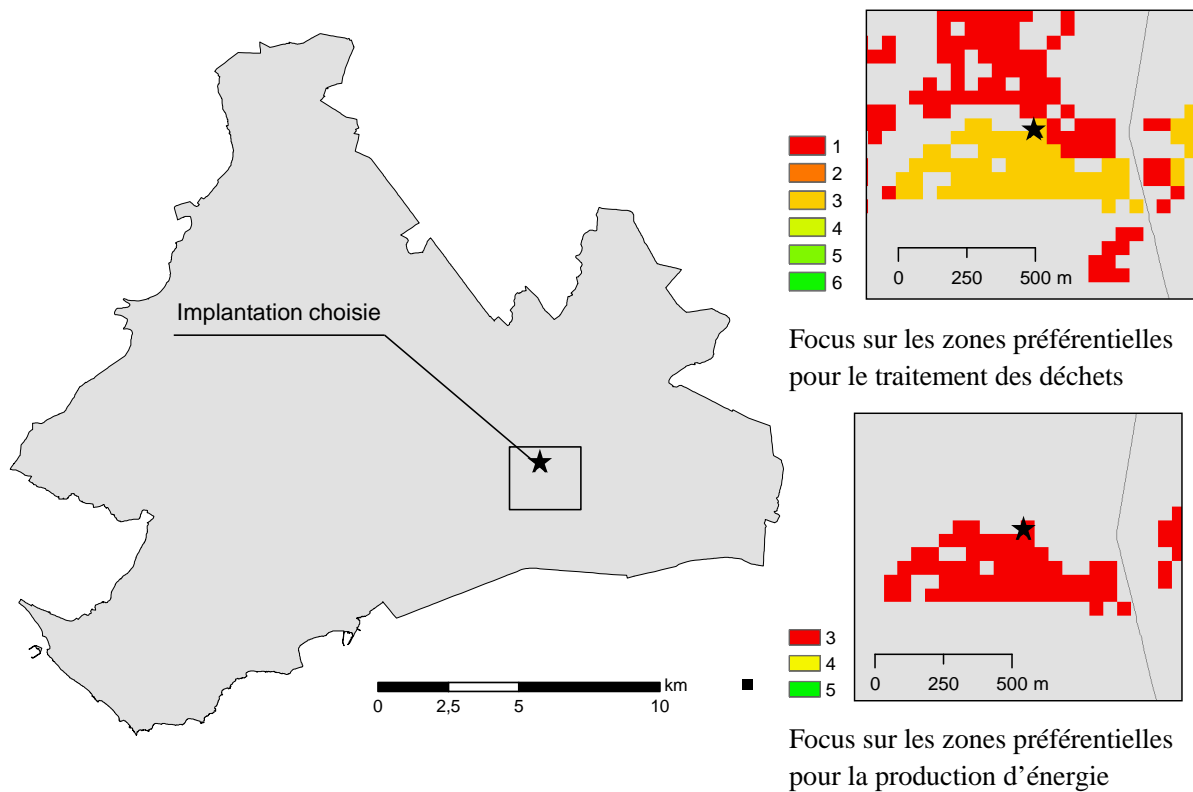 Implantation choisie
km
0 2,5 5 10
1
2
3
4
5
6
0 250 500 m
Focus sur les zones préférentielles
pour le traitement des déchets
3
4
5
0 250 500 m
Focus sur les zones préférentielles
pour la production d’énergie